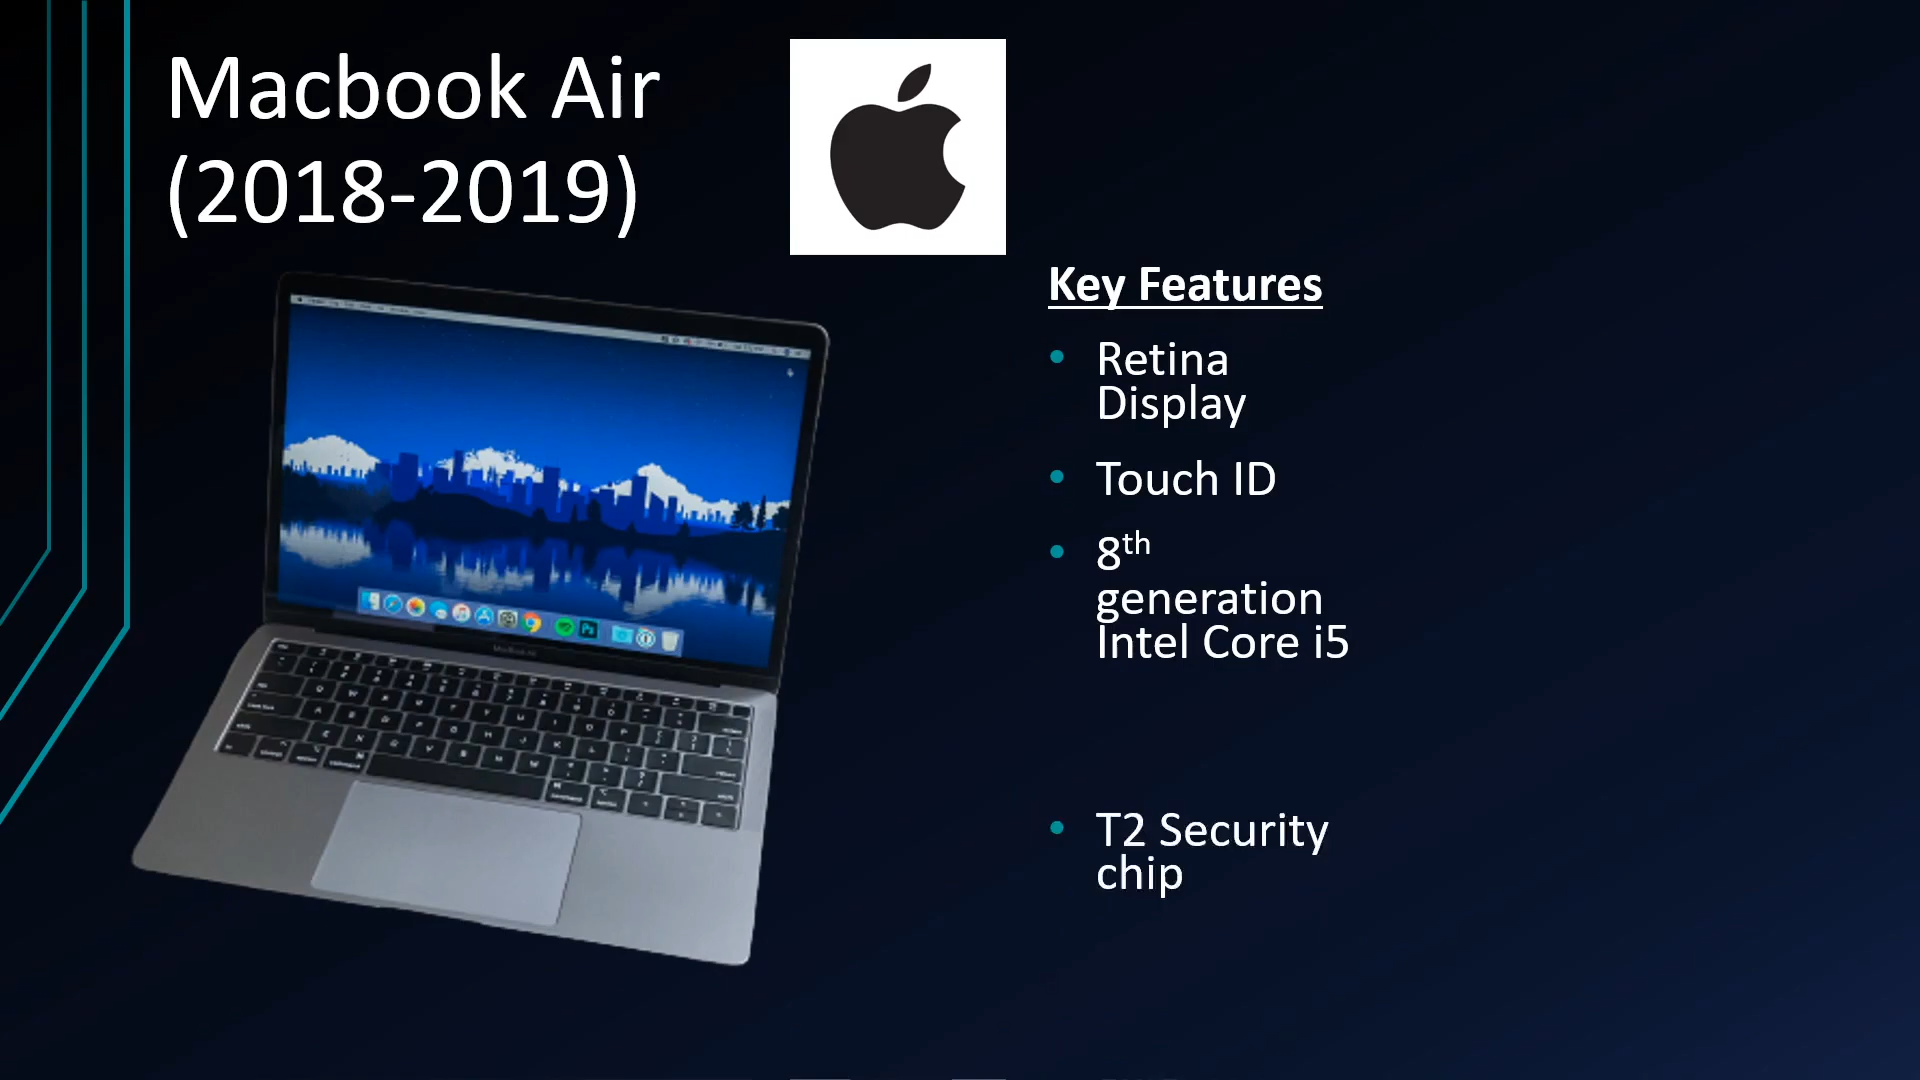 Macbook Air
(2018-2019)
Key Features
Retina
Display
Touch ID
8th
generation
Intel Core i5
T2 Security
chip